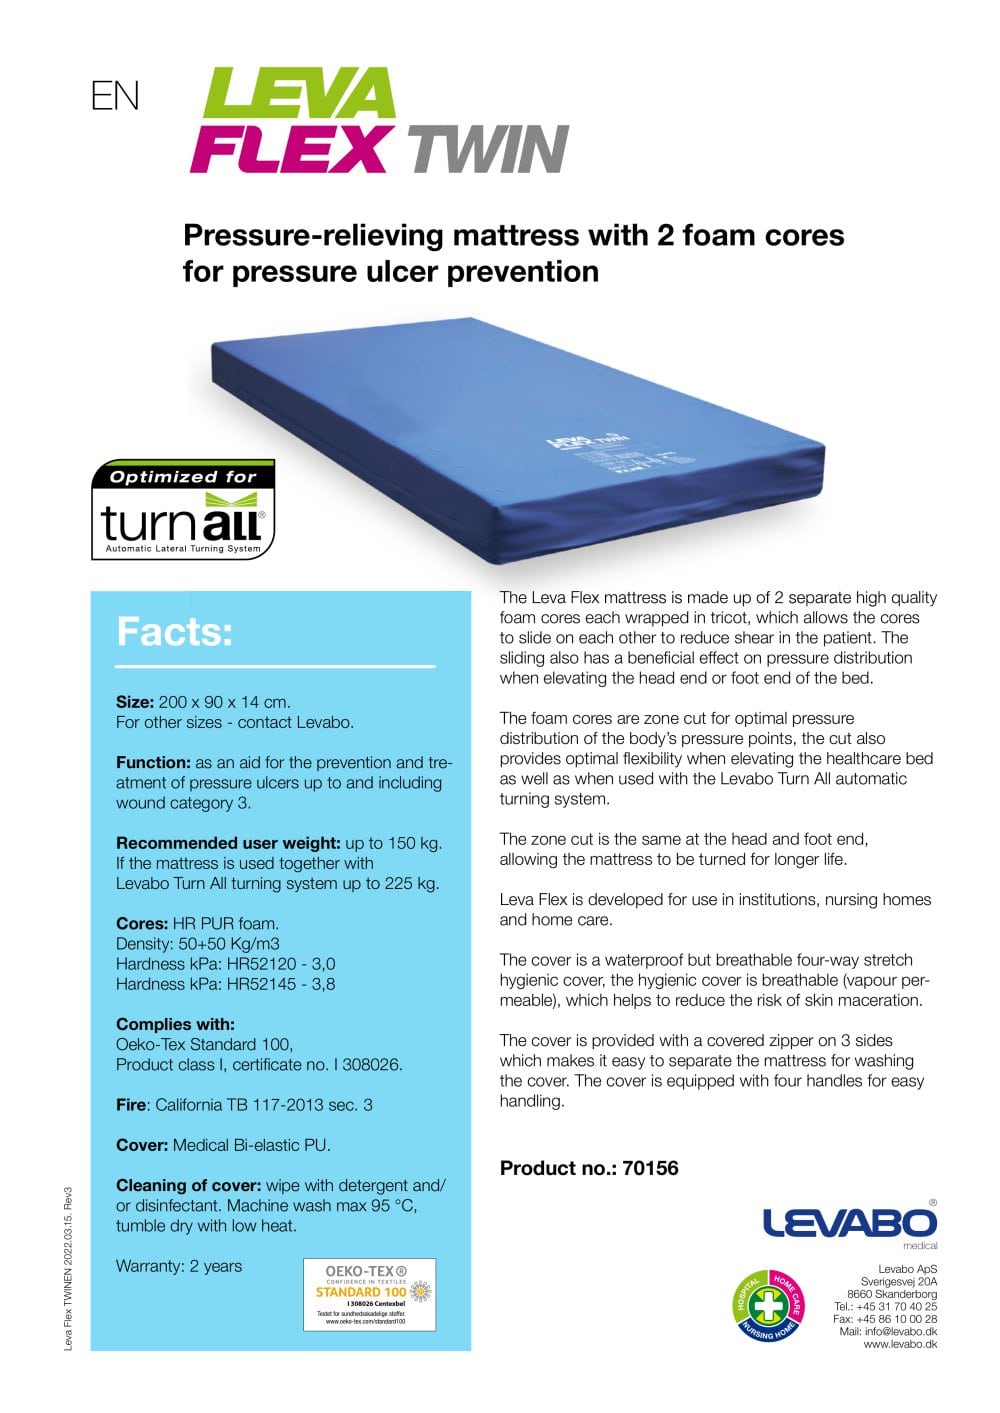 EN
LEVA
FLEX TWIN
Pressure-relieving mattress with 2 foam cores
for pressure ulcer prevention
LEVA
FLEX TWIN
Optimized for
turn all®
Automatic Lateral Turning System
Facts:
Size: 200 x 90 x 14 cm.
For other sizes - contact Levabo.
Function: as an aid for the prevention and tre-
atment of pressure ulcers up to and including
wound category 3.
Recommended user weight: up to 150 kg.
If the mattress is used together with
Levabo Turn All turning system up to 225 kg.
Cores: HR PUR foam.
Density: 50+50 Kg/m3
Hardness kPa: HR52120 - 3,0
Hardness kPa: HR52145 - 3,8
Complies with:
Oeko-Tex Standard 100,
Product class I, certificate no. I 308026.
Fire: California TB 117-2013 sec. 3
Cover: Medical Bi-elastic PU.
Cleaning of cover: wipe with detergent and/
or disinfectant. Machine wash max 95 °C,
tumble dry with low heat.
Warranty: 2 years
OEKO-TEX®
CONFIDENCE IN TEXTILES
STANDARD 100
I 308026 Centexbel
Testet for sundhedsskadelige stoffer.
www.oeko-tex.com/standard100
The Leva Flex mattress is made up of 2 separate high quality
foam cores each wrapped in tricot, which allows the cores
to slide on each other to reduce shear in the patient. The
sliding also has a beneficial effect on pressure distribution
when elevating the head end or foot end of the bed.
The foam cores are zone cut for optimal pressure
distribution of the body's pressure points, the cut also
provides optimal flexibility when elevating the healthcare bed
as well as when used with the Levabo Turn All automatic
turning system.
The zone cut is the same at the head and foot end,
allowing the mattress to be turned for longer life.
Leva Flex is developed for use in institutions, nursing homes
and home care.
The cover is a waterproof but breathable four-way stretch
hygienic cover, the hygienic cover is breathable (vapour per-
meable), which helps to reduce the risk of skin maceration.
The cover is provided with a covered zipper on 3 sides
which makes it easy to separate the mattress for washing
the cover. The cover is equipped with four handles for easy
handling.
Product no.: 70156
LEVABO®
medical
HOSPITAL
HOME CARE
NURSING HOME
Levabo ApS
Sverigesvej 20A
8660 Skanderborg
Tel.: +45 31 70 40 25
Fax: +45 86 10 00 28
Mail: info@levabo.dk
www.levabo.dk
Leva Flex TWINEN 2022.03.15. Rev3